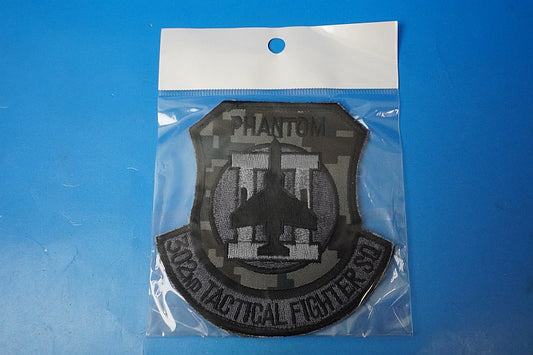 PHANTOM
II
302ND TACTICAL FIGHTER SQ